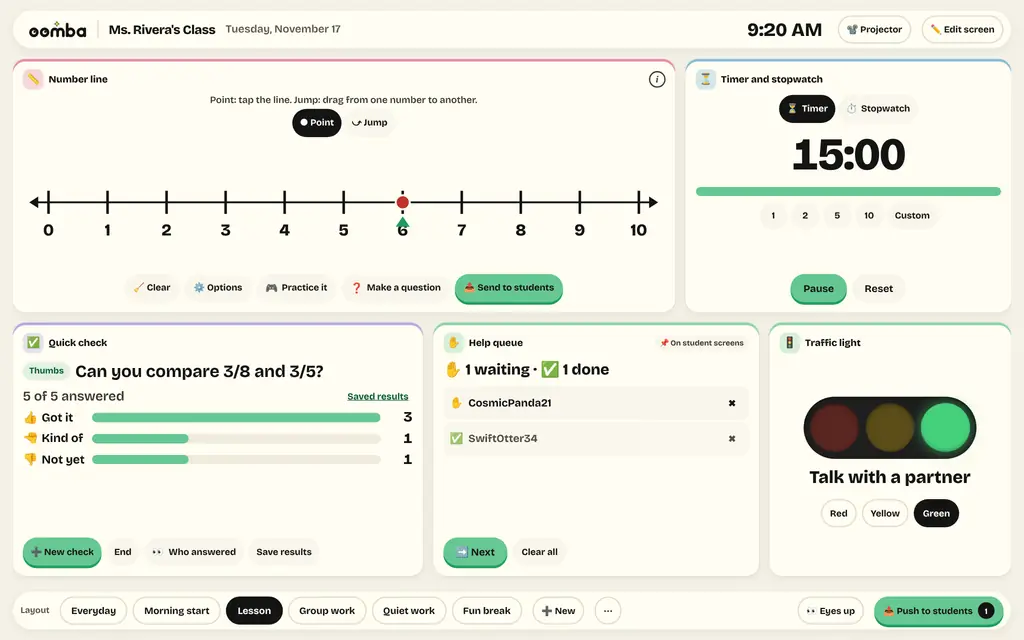 oomba Ms. Rivera's Class Tuesday, November 17 9:20 AM 📽️ Projector ✏️ Edit screen
📏 Number line i
Point: tap the line. Jump: drag from one number to another.
Point Jump
0 1 2 3 4 5 6 7 8 9 10
🧹 Clear ⚙️ Options 🎮 Practice it ❓ Make a question 📤 Send to students
⏳ Timer and stopwatch
⏳ Timer ⏱️ Stopwatch
15:00
1 2 5 10 Custom
Pause Reset
✅ Quick check
Thumbs Can you compare 3/8 and 3/5?
5 of 5 answered Saved results
👍 Got it 3
Kind of 1
👎 Not yet 1
➕ New check End 👀 Who answered Save results
✋ Help queue 📌 On student screens
✋ 1 waiting · ✅ 1 done
✋ CosmicPanda21 ✖
✅ SwiftOtter34 ✖
➡️ Next Clear all
🚦 Traffic light
Talk with a partner
Red Yellow Green
Layout Everyday Morning start Lesson Group work Quiet work Fun break ➕ New ... 👀 Eyes up 📤 Push to students 1